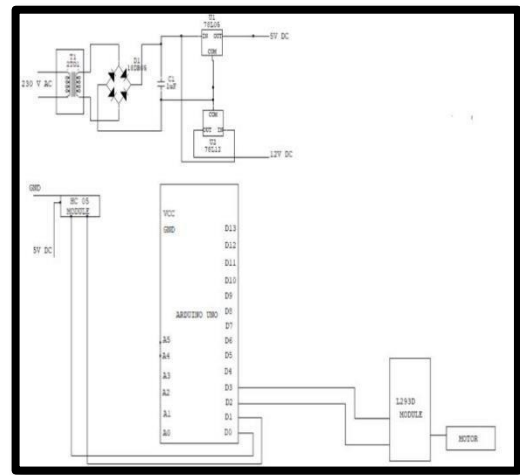 U1
78L05
IN OUT
COM
5V DC
T1
D1
C1
1uF
230 V AC
COM
OUT IN
U2
78L12
12V DC
GND
HC 05
MODULE
5V DC
VCC
GND
ARDUINO UNO
A5
A4
A3
A2
A1
A0
D13
D12
D11
D10
D9
D8
D7
D6
D5
D4
D3
D2
D1
D0
L293D
MODULE
MOTOR